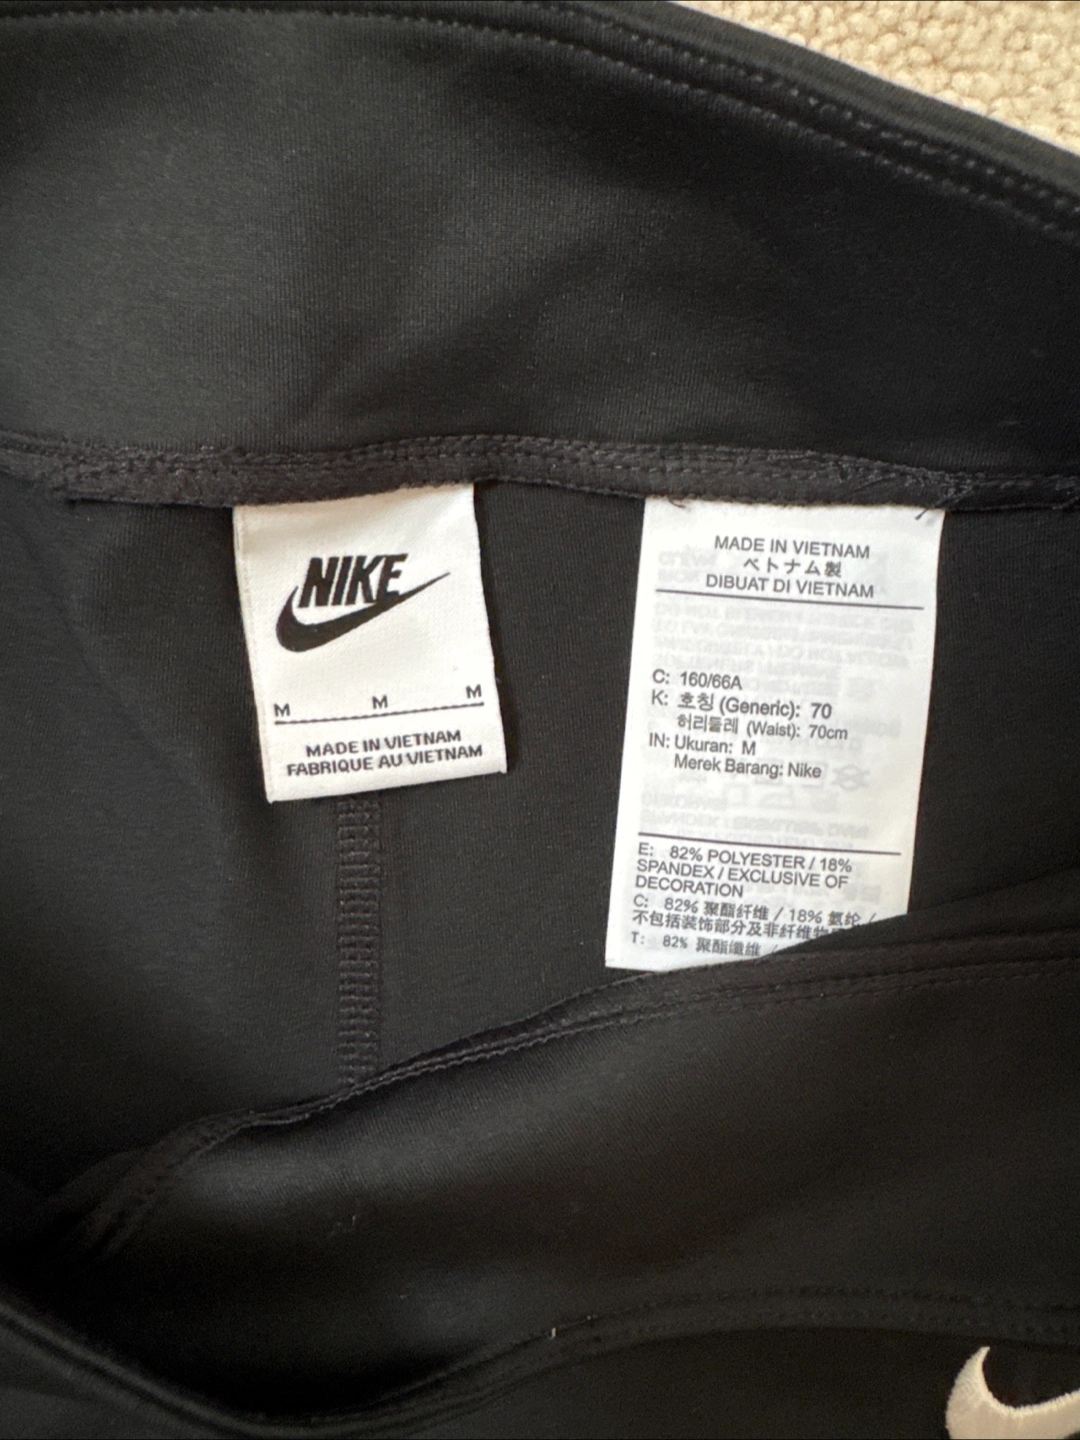 NIKE
M M M
MADE IN VIETNAM
FABRIQUE AU VIETNAM
MADE IN VIETNAM
ベトナム製
DIBUAT DI VIETNAM
C: 160/66A
K: 호칭 (Generic): 70
허리둘레 (Waist): 70cm
IN: Ukuran: M
Merek Barang: Nike
E: 82% POLYESTER / 18%
SPANDEX / EXCLUSIVE OF
DECORATION
C: 82% 聚酯纤维 / 18% 氨纶 /
不包括装饰部分及非纤维物
T: 82% 聚酯纖維 /